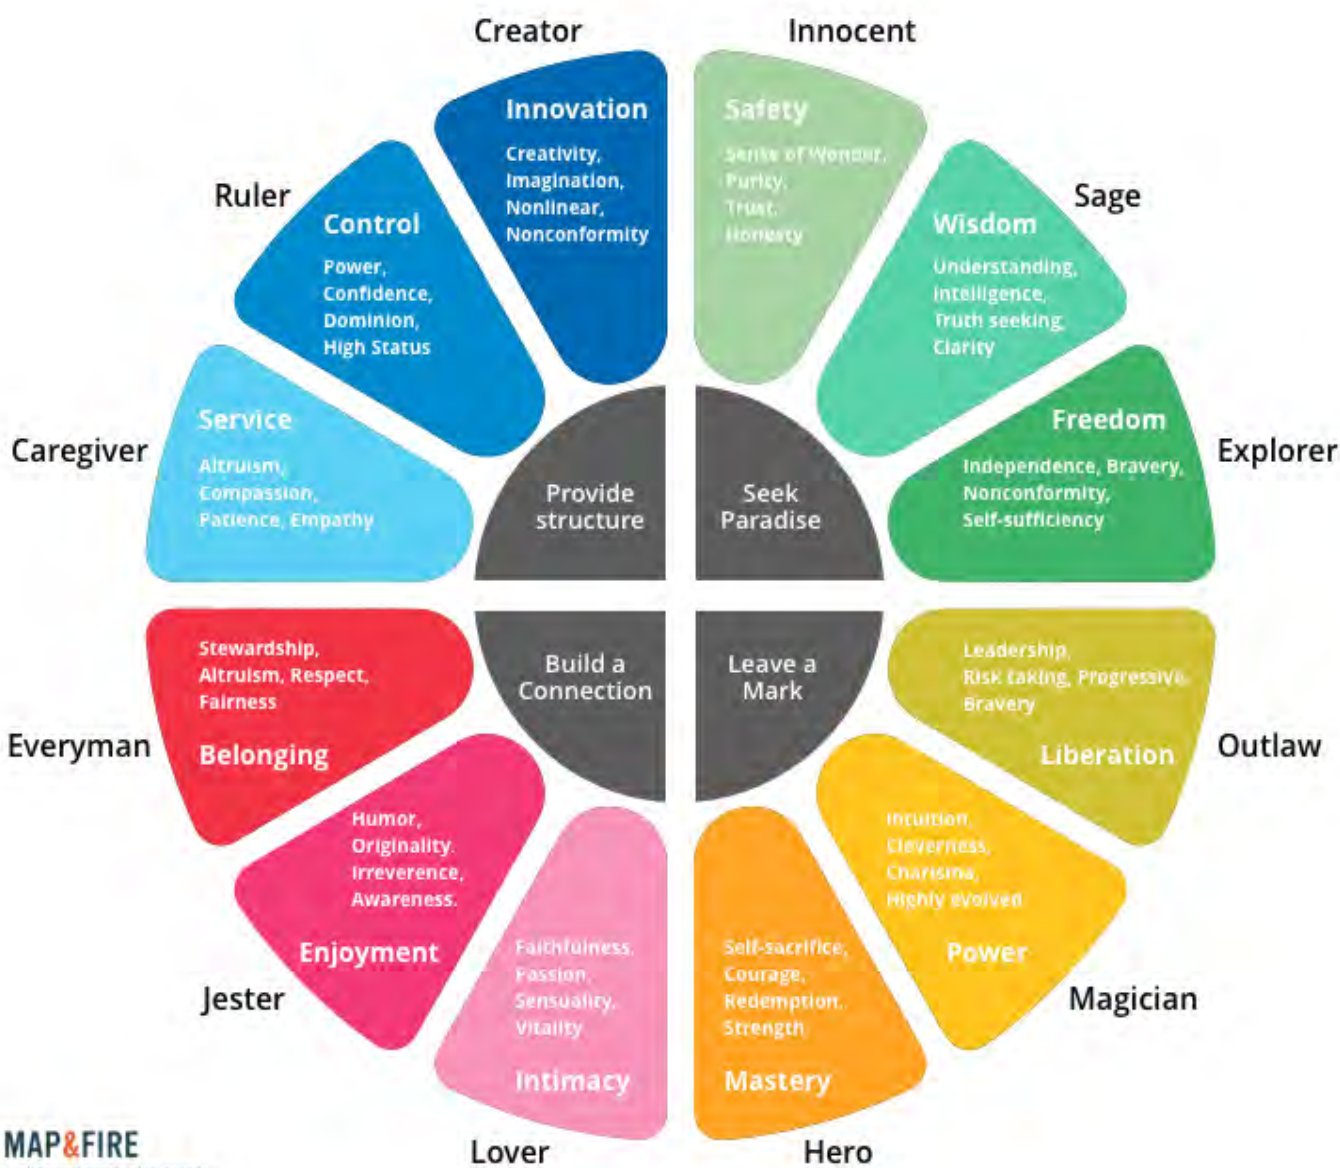 Creator
Innovation
Creativity,
Imagination,
Nonlinear,
Nonconformity
Innocent
Safety
Sense of Wonder,
Purity,
Trust,
Honesty
Ruler
Control
Power,
Confidence,
Dominion,
High Status
Sage
Wisdom
Understanding,
Intelligence,
Truth seeking,
Clarity
Caregiver
Service
Altruism,
Compassion,
Patience, Empathy
Explorer
Freedom
Independence, Bravery,
Nonconformity,
Self-sufficiency
Provide
structure
Seek
Paradise
Build a
Connection
Leave a
Mark
Everyman
Stewardship,
Altruism, Respect,
Fairness
Belonging
Outlaw
Leadership,
Risk taking, Progressive,
Bravery
Liberation
Jester
Humor,
Originality.
Irreverence,
Awareness.
Enjoyment
Magician
Intuition,
Cleverness,
Charisma,
Highly evolved
Power
Lover
Faithfulness,
Passion,
Sensuality,
Vitality
Intimacy
Hero
Self-sacrifice,
Courage,
Redemption,
Strength
Mastery
MAP&FIRE